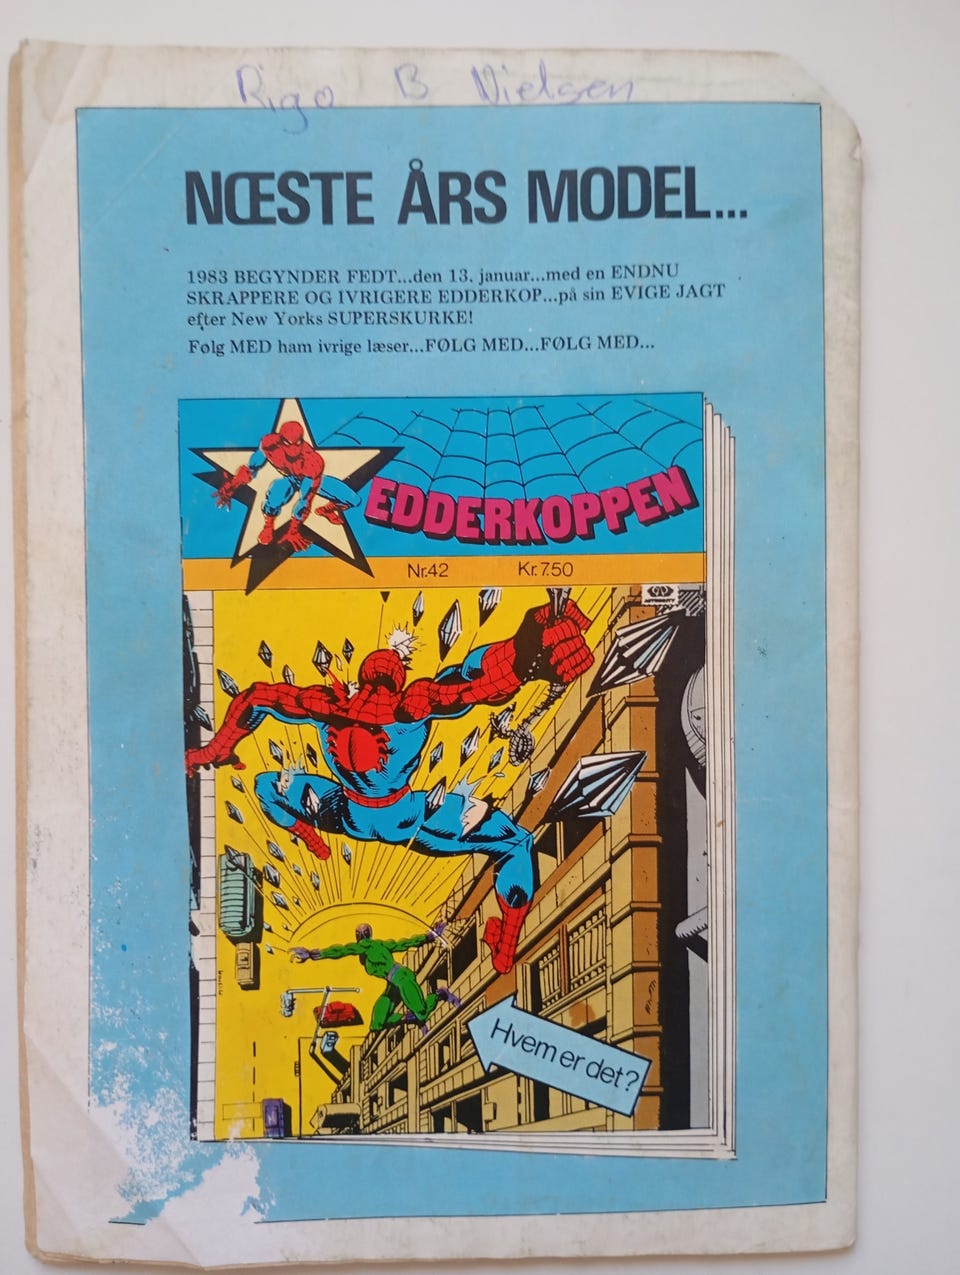 Rigo B Nielsen
NŒSTE ÅRS MODEL...
1983 BEGYNDER FEDT...den 13. januar...med en ENDNU
SKRAPPERE OG IVRIGERE EDDERKOP...på sin EVIGE JAGT
efter New Yorks SUPERSKURKE!
Følg MED ham ivrige læser...FØLG MED...FØLG MED...
EDDERKOPPEN
Nr.42 Kr.7.50
Hvem er det?